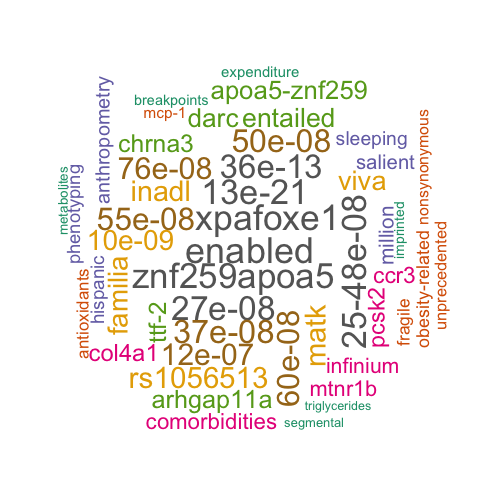 expenditure
apoa5-znf259
breakpoints
mcp-1
darc entailed
anthropometry
chrna3
50e-08
sleeping
76e-08
36e-13
salient
inadl
13e-21
viva
nonsynonymous
metabolites
phenotyping
55e-08
xpafoxe1
million
imprinted
10e-09
enabled
25-48e-08
hispanic
familia
znf259apoa5
ccr3
obesity-related
unprecedented
antioxidants
ttf-2
27e-08
pcsk2
fragile
37e-08
60e-08
matk
col4a1
12e-07
infinium
rs1056513
mtnr1b
arhgap11a
triglycerides
comorbidities
segmental